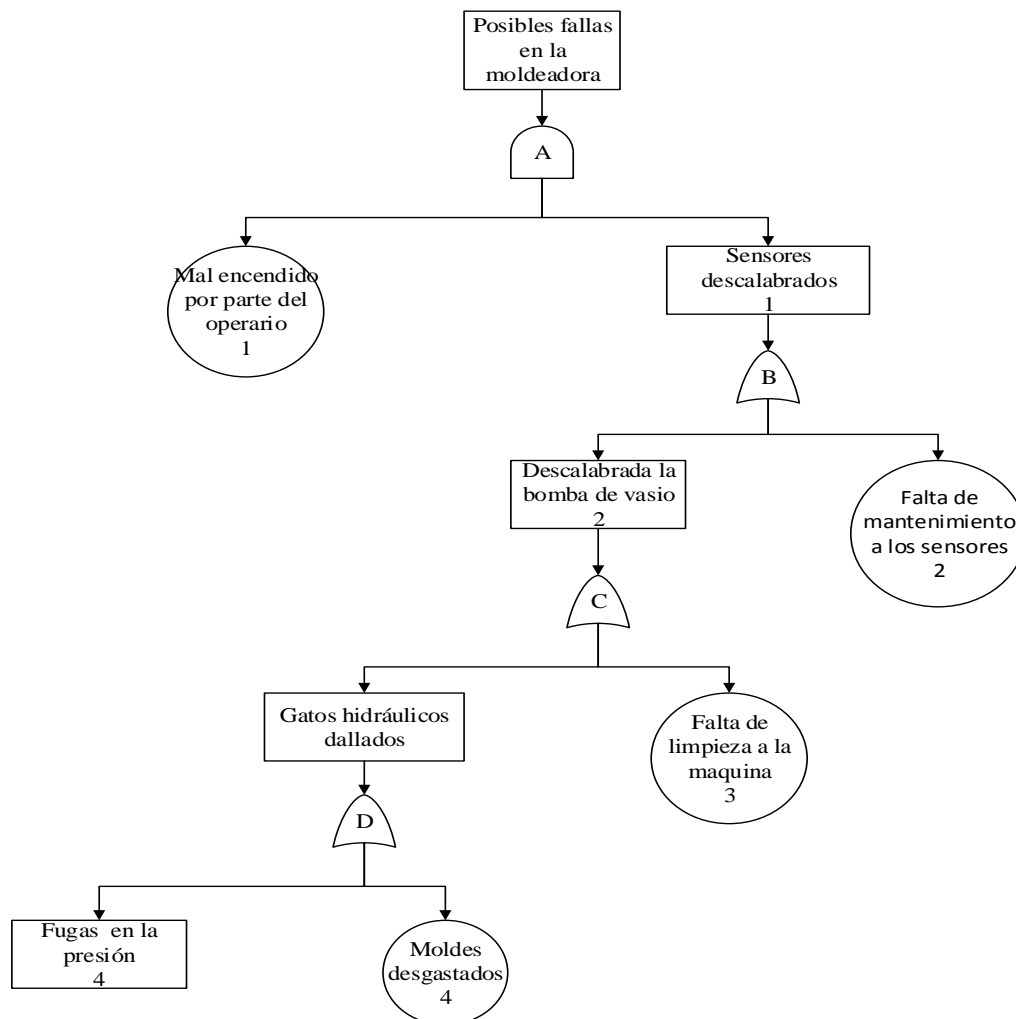 Posibles fallas
en la
moldeadora
A
Mal encendido
por parte del
operario
1
Sensores
descalabrados
1
B
Descalabrada la
bomba de vasio
2
Falta de
mantenimiento
a los sensores
2
C
Gatos hidráulicos
dallados
Falta de
limpieza a la
maquina
3
D
Fugas en la
presión
4
Moldes
desgastados
4